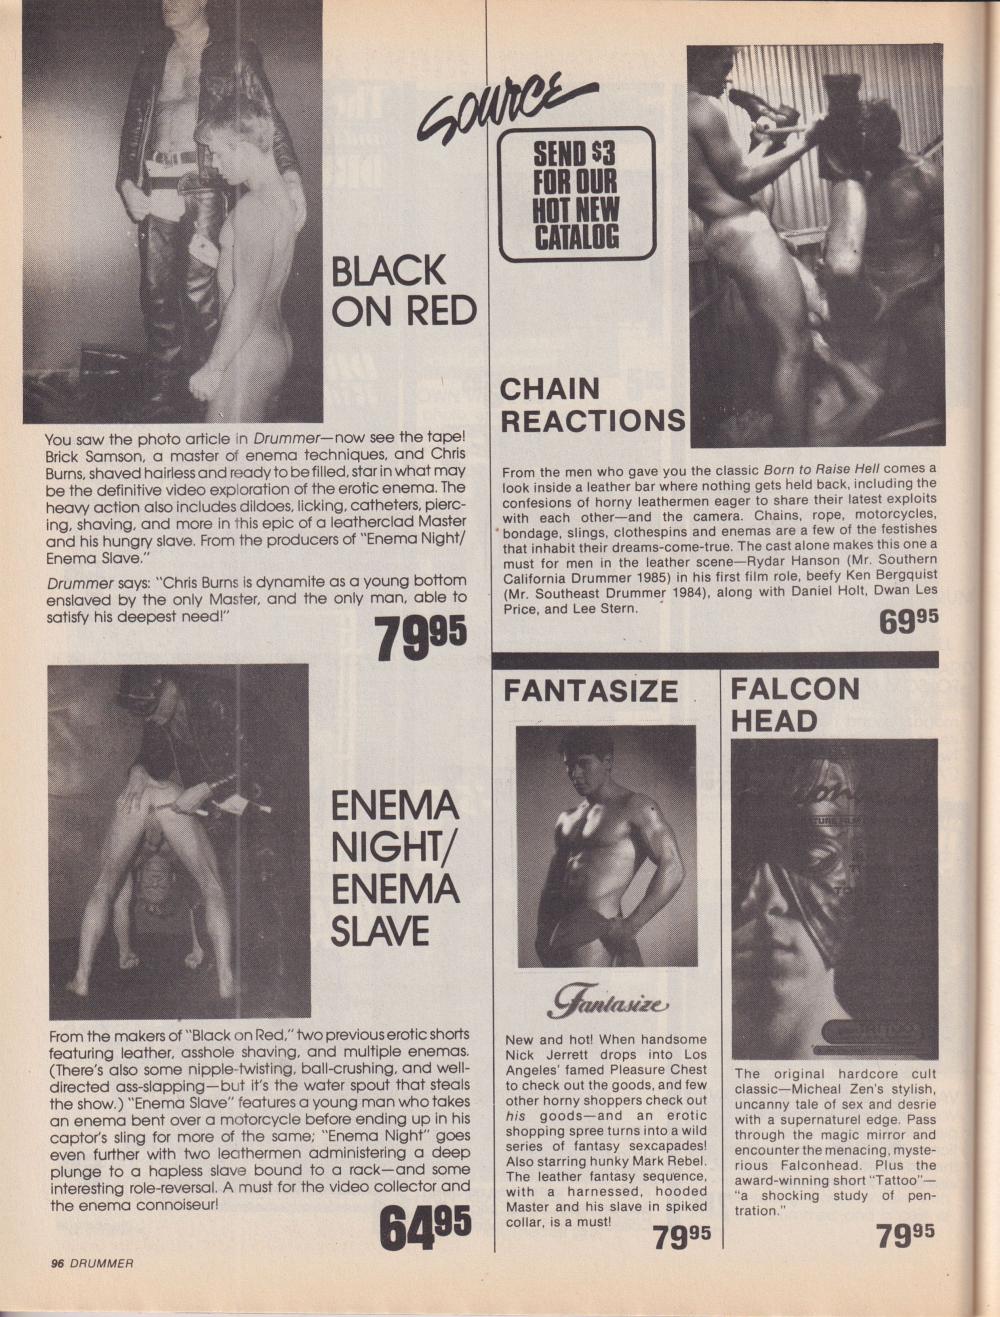 Source
SEND $3
FOR OUR
HOT NEW
CATALOG
BLACK
ON RED
You saw the photo article in Drummer—now see the tape!
Brick Samson, a master of enema techniques, and Chris
Burns, shaved hairless and ready to be filled, star in what may
be the definitive video exploration of the erotic enema. The
heavy action also includes dildoes, licking, catheters, pierc-
ing, shaving, and more in this epic of a leatherclad Master
and his hungry slave. From the producers of "Enema Night/
Enema Slave."
Drummer says: "Chris Burns is dynamite as a young bottom
enslaved by the only Master, and the only man, able to
satisfy his deepest need!"
7995
ENEMA
NIGHT/
ENEMA
SLAVE
From the makers of "Black on Red," two previous erotic shorts
featuring leather, asshole shaving, and multiple enemas.
(There's also some nipple-twisting, ball-crushing, and well-
directed ass-slapping—but it's the water spout that steals
the show.) "Enema Slave" features a young man who takes
an enema bent over a motorcycle before ending up in his
captor's sling for more of the same; "Enema Night" goes
even further with two leathermen administering a deep
plunge to a hapless slave bound to a rack—and some
interesting role-reversal. A must for the video collector and
the enema connoiseur!
6495
CHAIN
REACTIONS
From the men who gave you the classic Born to Raise Hell comes a
look inside a leather bar where nothing gets held back, including the
confesions of horny leathermen eager to share their latest exploits
with each other—and the camera. Chains, rope, motorcycles,
bondage, slings, clothespins and enemas are a few of the festishes
that inhabit their dreams-come-true. The cast alone makes this one a
must for men in the leather scene—Rydar Hanson (Mr. Southern
California Drummer 1985) in his first film role, beefy Ken Bergquist
(Mr. Southeast Drummer 1984), along with Daniel Holt, Dwan Les
Price, and Lee Stern.
6995
FANTASIZE
Fantasize
New and hot! When handsome
Nick Jerrett drops into Los
Angeles' famed Pleasure Chest
to check out the goods, and few
other horny shoppers check out
his goods—and an erotic
shopping spree turns into a wild
series of fantasy sexcapades!
Also starring hunky Mark Rebel.
The leather fantasy sequence,
with a harnessed, hooded
Master and his slave in spiked
collar, is a must!
7995
FALCON
HEAD
TATTOO
The original hardcore cult
classic—Micheal Zen's stylish,
uncanny tale of sex and desrie
with a supernaturel edge. Pass
through the magic mirror and
encounter the menacing, myste-
rious Falconhead. Plus the
award-winning short "Tattoo"—
"a shocking study of pen-
tration."
7995
96 DRUMMER